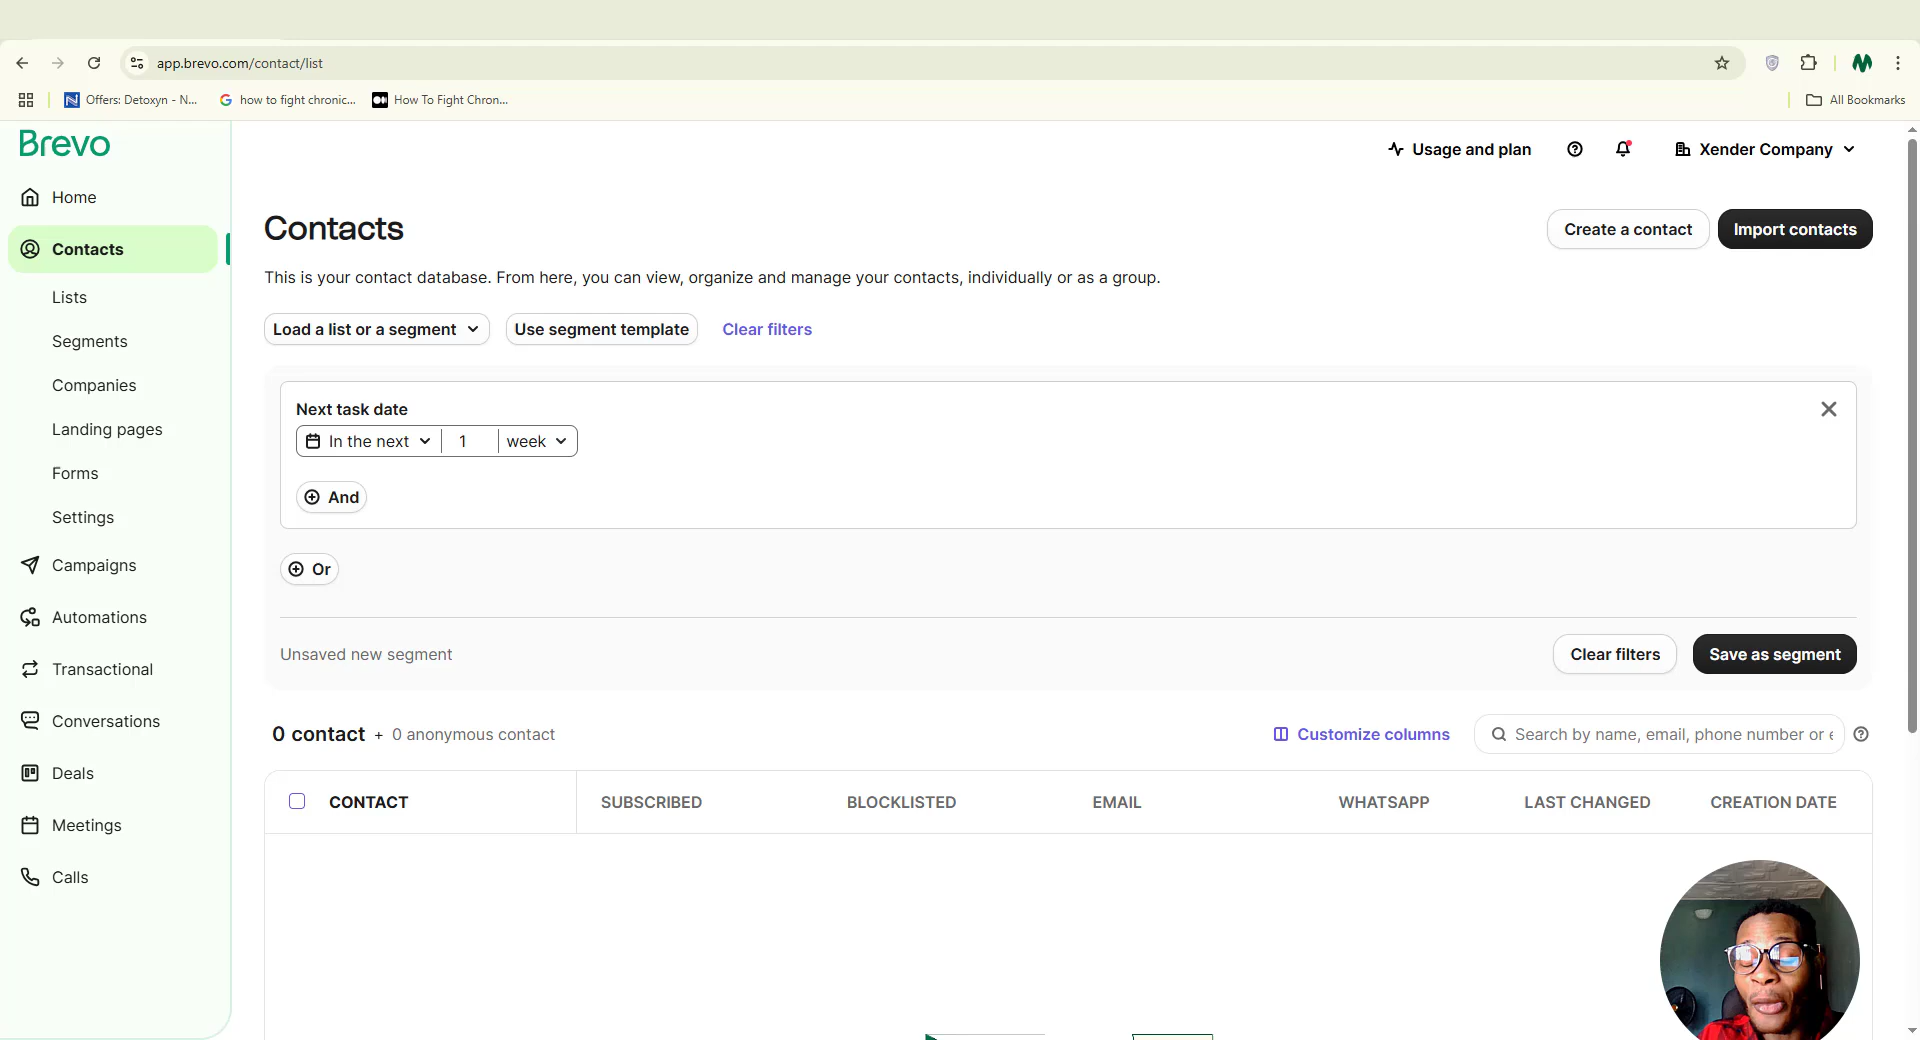 app.brevo.com/contact/list
Offers: Detoxyn - N...
how to fight chronic...
How To Fight Chron...
All Bookmarks
Brevo
Usage and plan
Xender Company
Home
Contacts
Lists
Segments
Companies
Landing pages
Forms
Settings
Campaigns
Automations
Transactional
Conversations
Deals
Meetings
Calls
Contacts
Create a contact
Import contacts
This is your contact database. From here, you can view, organize and manage your contacts, individually or as a group.
Load a list or a segment
Use segment template
Clear filters
Next task date
In the next 1 week
And
Or
Unsaved new segment
Clear filters
Save as segment
0 contact + 0 anonymous contact
Customize columns
Search by name, email, phone number or e
CONTACT SUBSCRIBED BLOCKLISTED EMAIL WHATSAPP LAST CHANGED CREATION DATE